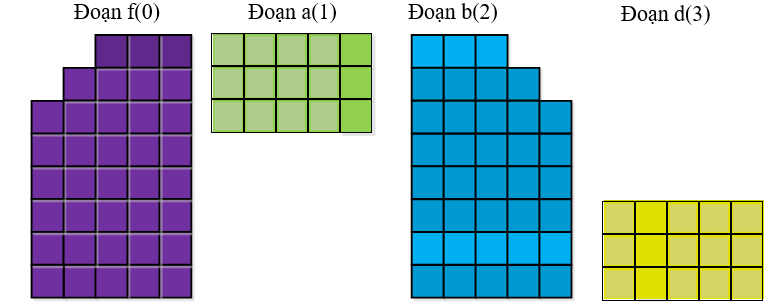 Đoạn f(0)
Đoạn a(1)
Đoạn b(2)
Đoạn d(3)